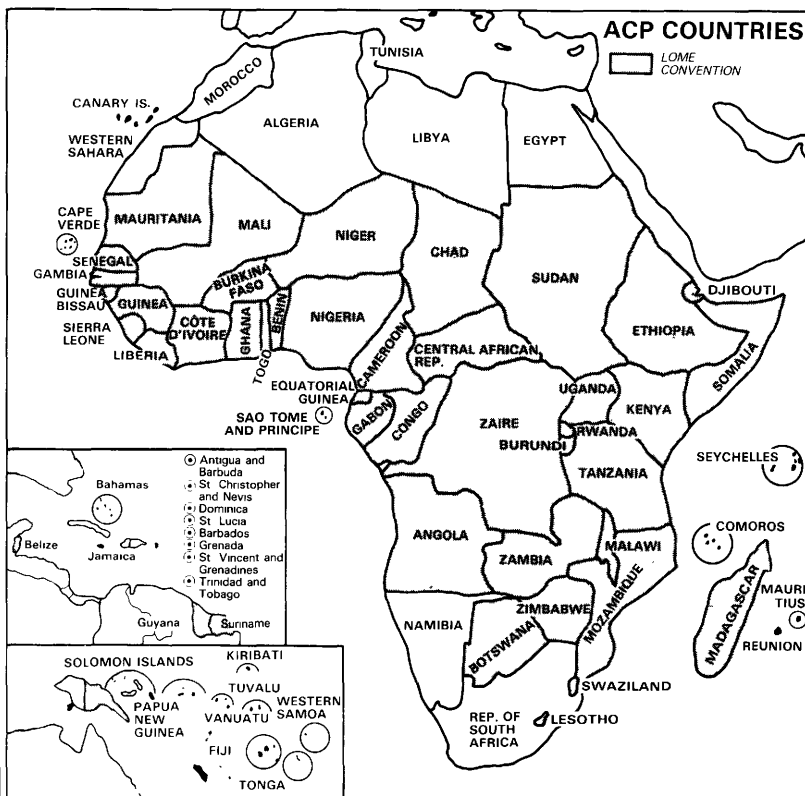 ACP COUNTRIES
LOME
CONVENTION
TUNISIA
MOROCCO
CANARY IS.
ALGERIA
LIBYA
EGYPT
WESTERN
SAHARA
CAPE
VERDE
MAURITANIA
MALI
NIGER
CHAD
SUDAN
SENEGAL
GAMBIA
GUINEA
BISSAU
GUINEA
BURKINA
FASO
BENIN
NIGERIA
DJIBOUTI
ETHIOPIA
SOMALIA
SIERRA
LEONE
LIBERIA
CÔTE
D'IVOIRE
GHANA
TOGO
CAMEROON
CENTRAL AFRICAN
REP.
EQUATORIAL
GUINEA
SAO TOME
AND PRINCIPE
GABON
CONGO
ZAIRE
UGANDA
KENYA
RWANDA
BURUNDI
TANZANIA
SEYCHELLES
COMOROS
ANGOLA
ZAMBIA
MALAWI
MOZAMBIQUE
ZIMBABWE
NAMIBIA
BOTSWANA
MADAGASCAR
MAURI
TIUS
REUNION
SWAZILAND
LESOTHO
REP. OF
SOUTH
AFRICA
Bahamas
Belize
Jamaica
Antigua and
Barbuda
St Christopher
and Nevis
Dominica
St Lucia
Barbados
Grenada
St Vincent and
Grenadines
Trinidad and
Tobago
Guyana
Suriname
SOLOMON ISLANDS
KIRIBATI
TUVALU
PAPUA
NEW
GUINEA
VANUATU
WESTERN
SAMOA
FIJI
TONGA